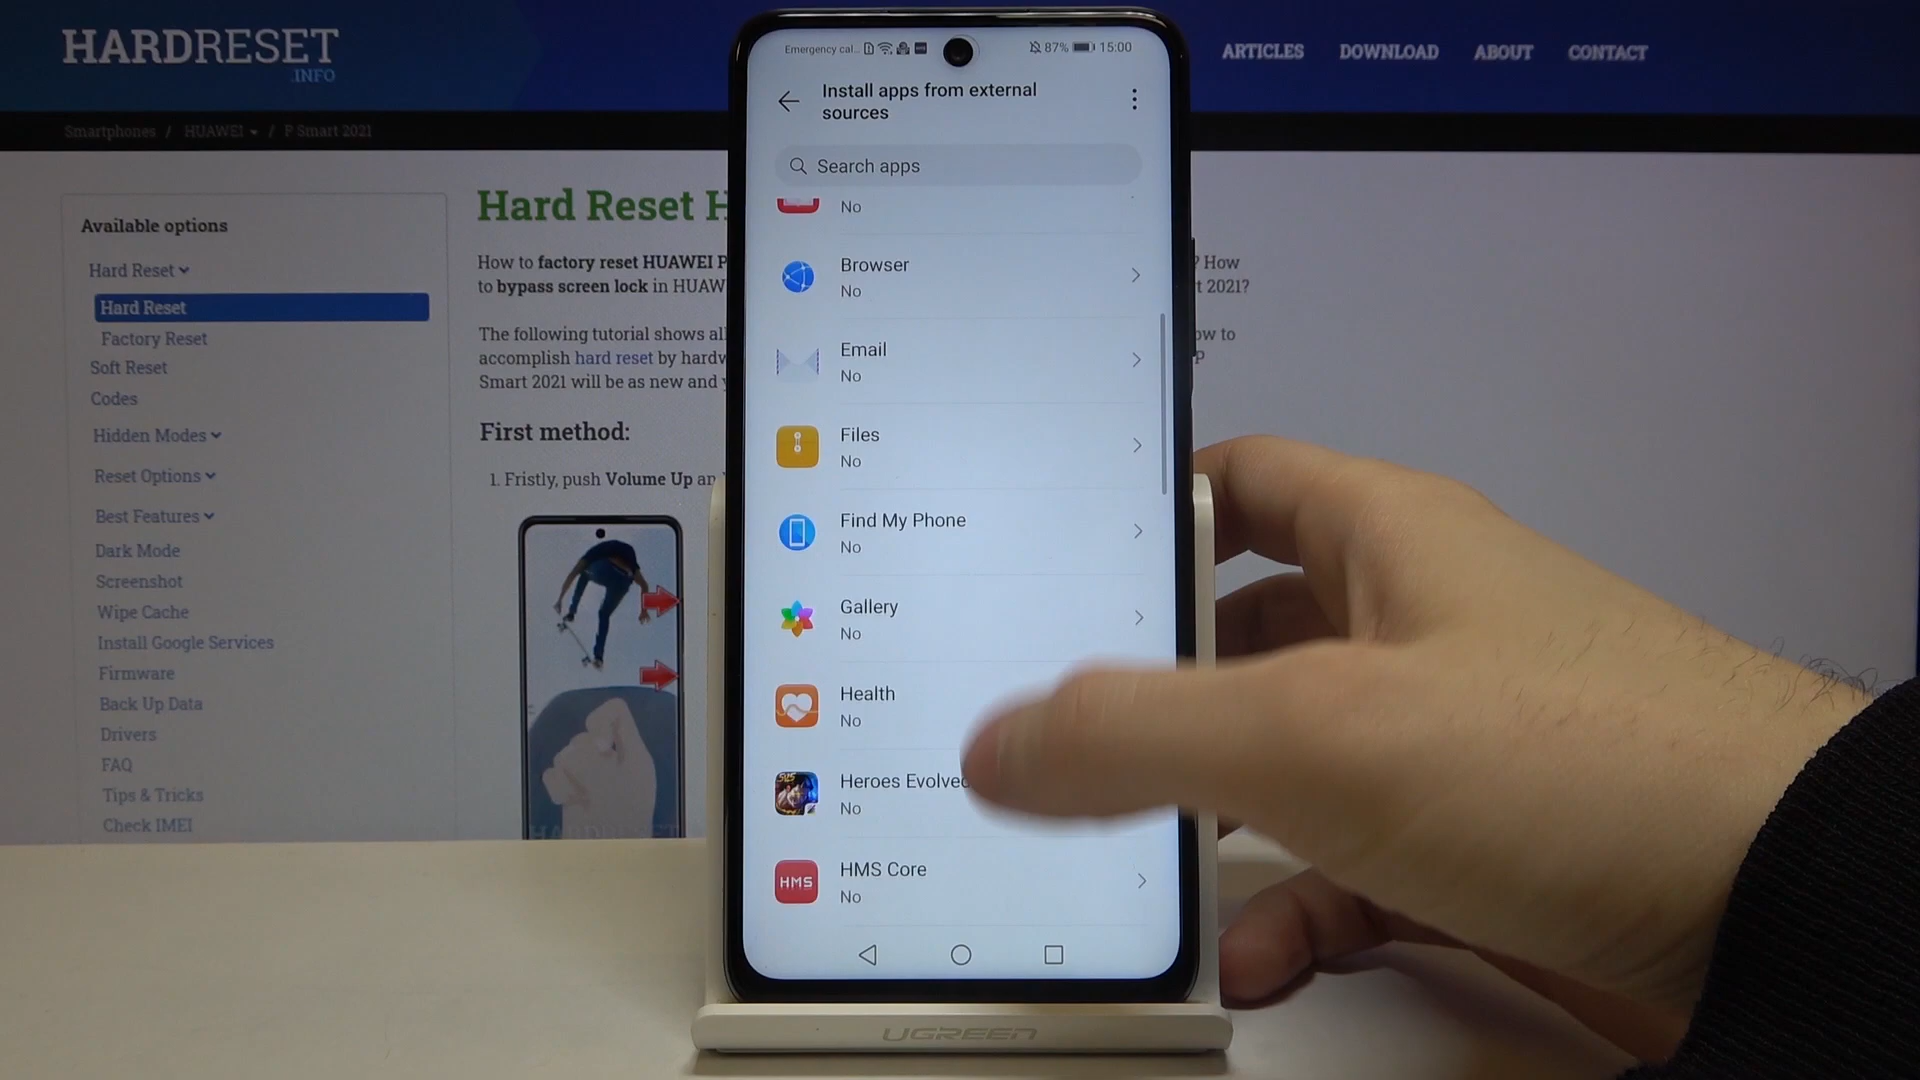 HARDRESET
.INFO
ARTICLES DOWNLOAD ABOUT CONTACT
Smartphones / HUAWEI / P Smart 2021
Available options
Hard Reset
Hard Reset
Factory Reset
Soft Reset
Codes
Hidden Modes
Reset Options
Best Features
Dark Mode
Screenshot
Wipe Cache
Install Google Services
Firmware
Back Up Data
Drivers
FAQ
Tips & Tricks
Check IMEI
Hard Reset H
How to factory reset HUAWEI P ? How
to bypass screen lock in HUAW t 2021?
The following tutorial shows all ow to
accomplish hard reset by hardw P
Smart 2021 will be as new and
First method:
1. Fristly, push Volume Up an
HARDRESET
Emergency cal... 87% 15:00
Install apps from external
sources
Search apps
No
Browser
No
Email
No
Files
No
Find My Phone
No
Gallery
No
Health
No
Heroes Evolved
No
HMS
HMS Core
No
UGREEN